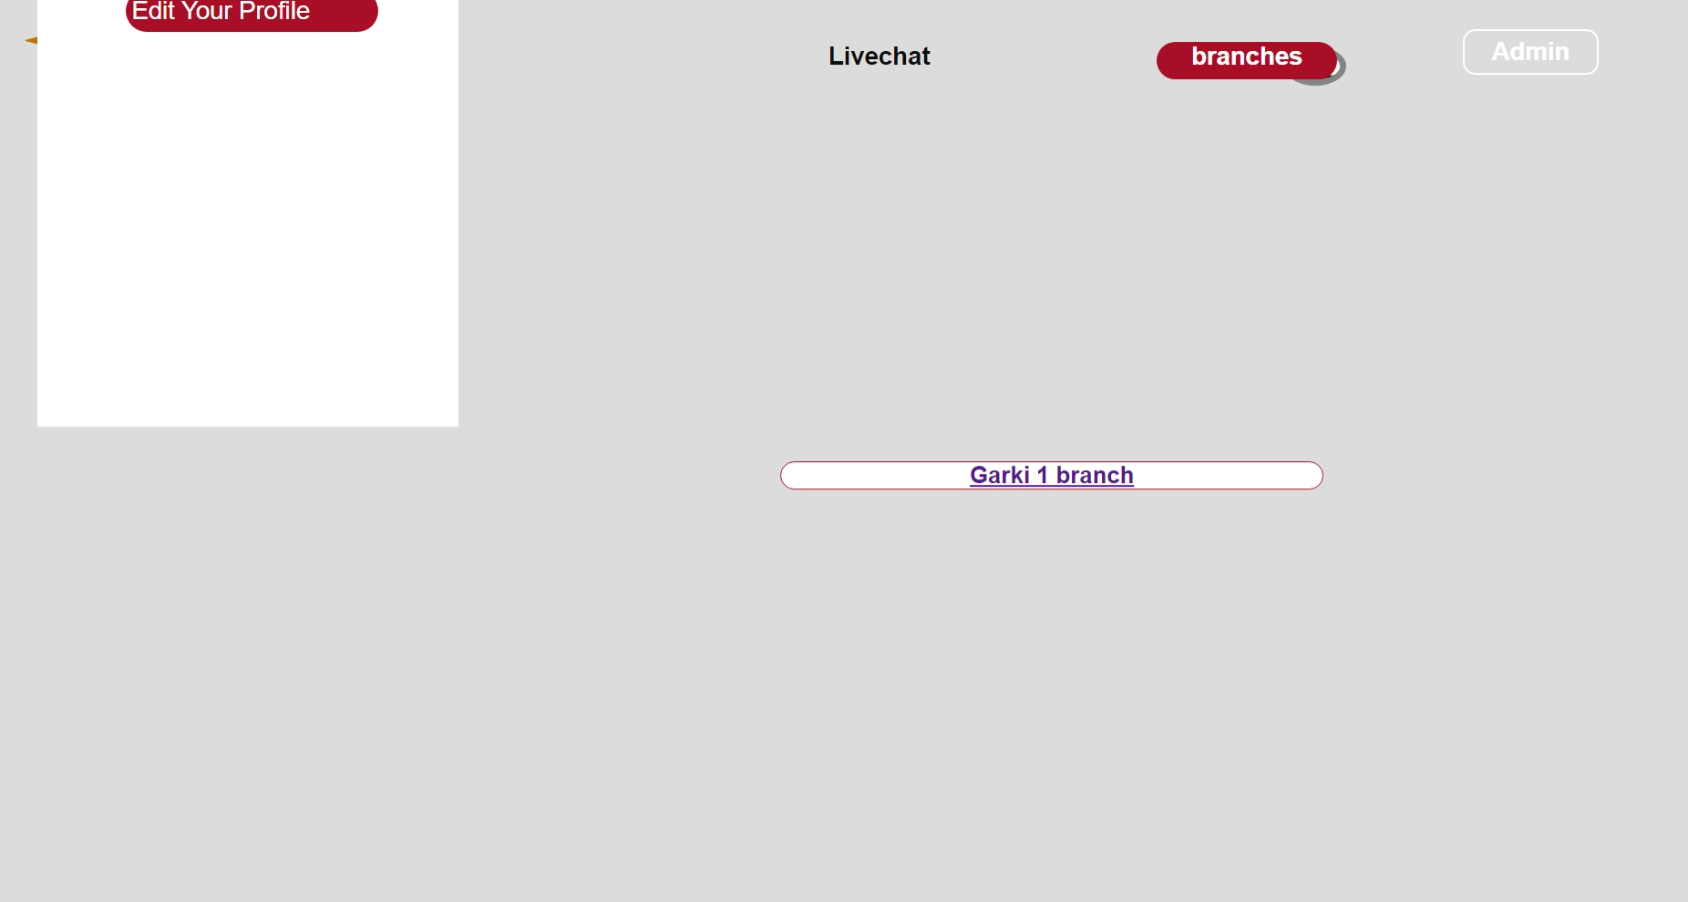 Edit Your Profile
Livechat
branches
Admin
Garki 1 branch